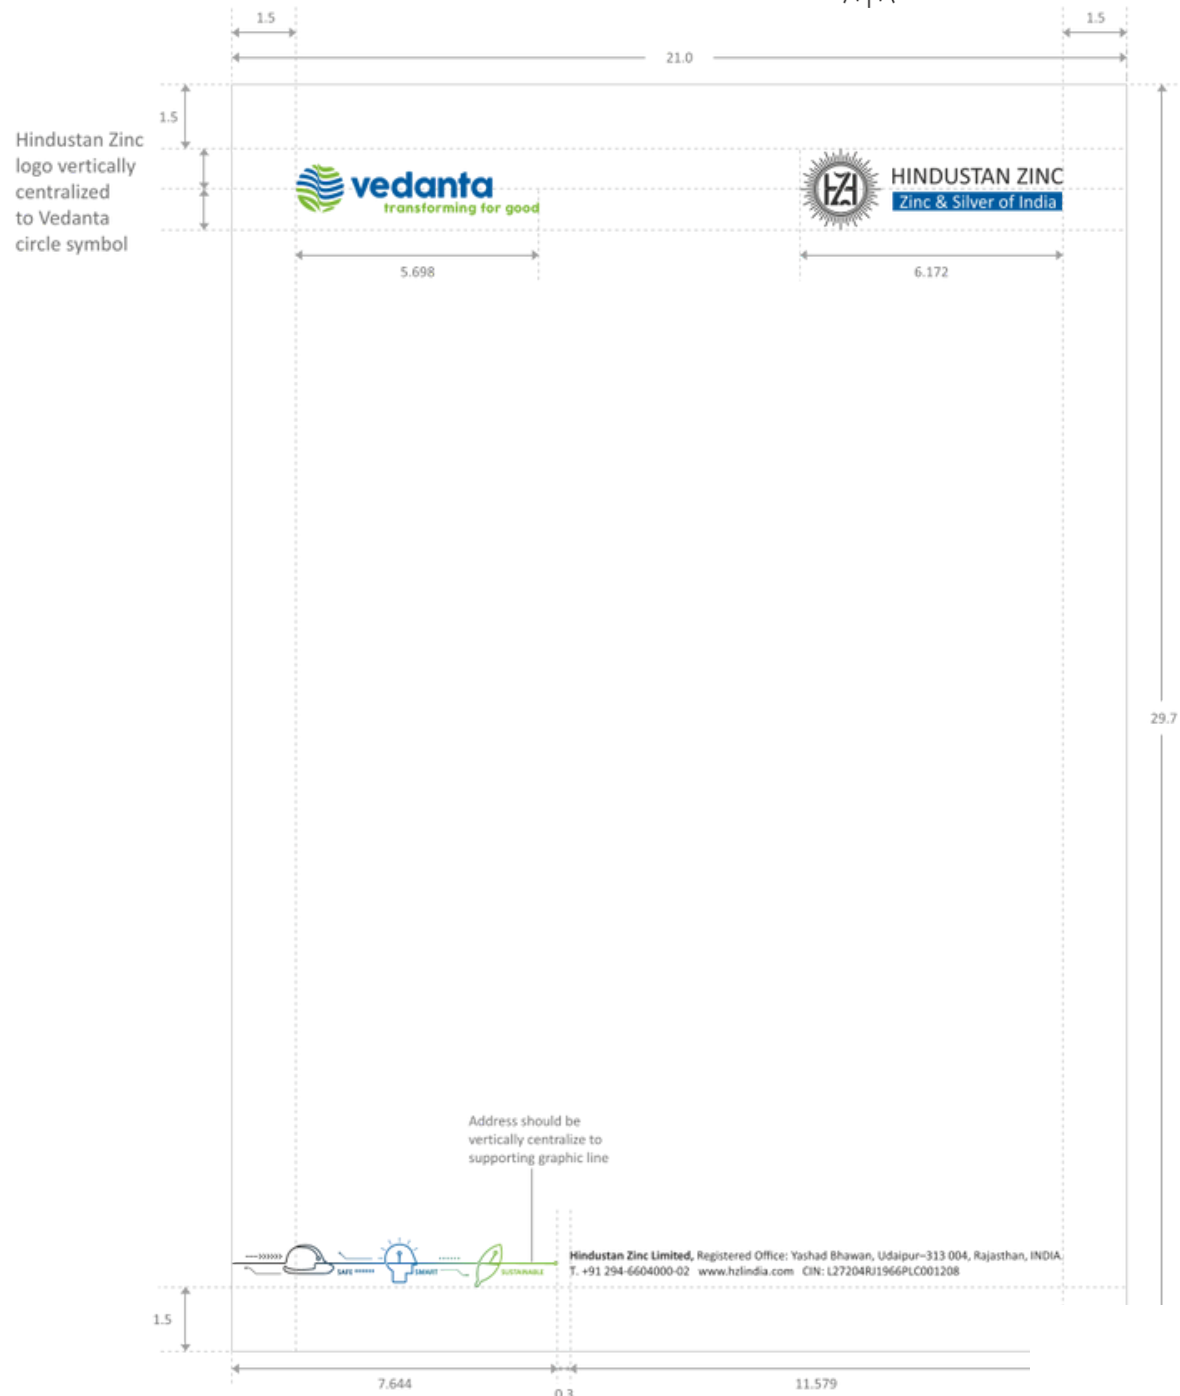 1.5
1.5
21.0
1.5
Hindustan Zinc
logo vertically
centralized
to Vedanta
circle symbol
vedanta
transforming for good
HZL
HINDUSTAN ZINC
Zinc & Silver of India
5.698
6.172
29.7
Address should be
vertically centralize to
supporting graphic line
SAFE
SMART
SUSTAINABLE
Hindustan Zinc Limited, Registered Office: Yashad Bhawan, Udaipur–313 004, Rajasthan, INDIA
T. +91 294-6604000-02 www.hzlindia.com CIN: L27204RJ1966PLC001208
1.5
7.644
0.3
11.579